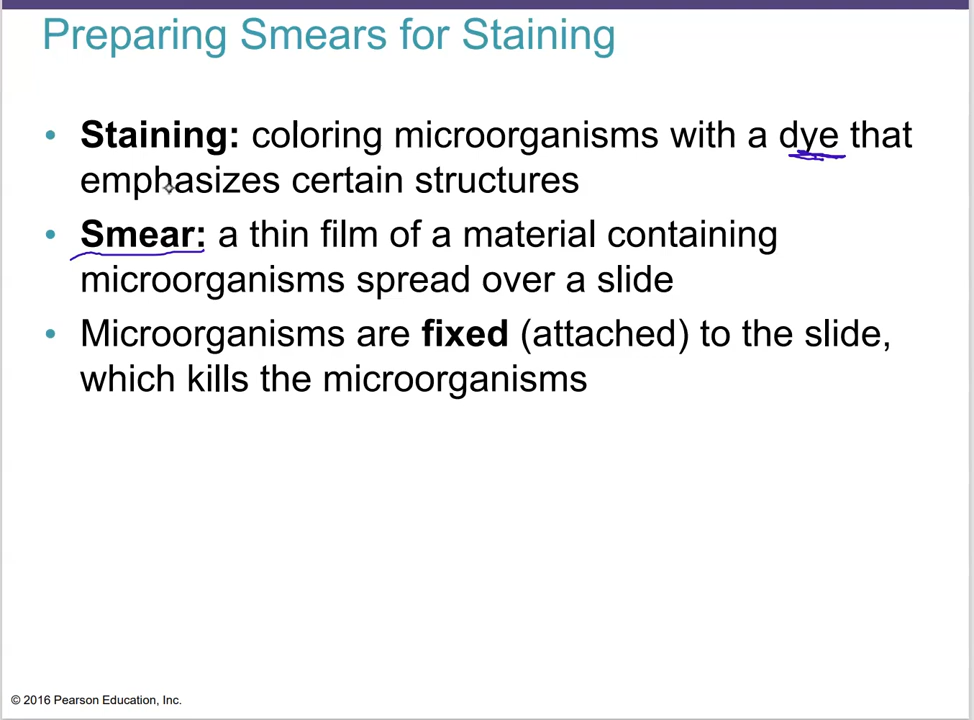 Preparing Smears for Staining
• Staining: coloring microorganisms with a dye that
emphasizes certain structures
• Smear: a thin film of a material containing
microorganisms spread over a slide
• Microorganisms are fixed (attached) to the slide,
which kills the microorganisms
© 2016 Pearson Education, Inc.